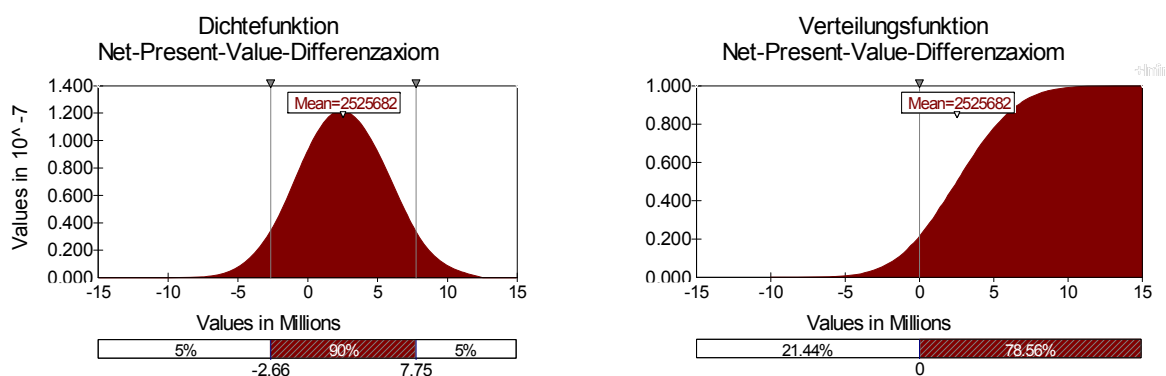 Dichtefunktion
Net-Present-Value-Differenzaxiom
Values in 10^ -7
1.400
Mean=2525682
1.200
1.000
0.800
0.600
0.400
0.200
0.000
-15 -10 -5 0 5 10 15
Values in Millions
5% 90% 5%
-2.66 7.75
Verteilungsfunktion
Net-Present-Value-Differenzaxiom
1.000
Mean=2525682
0.800
0.600
0.400
0.200
0.000
-15 -10 -5 0 5 10 15
Values in Millions
21.44% 78.56%
0